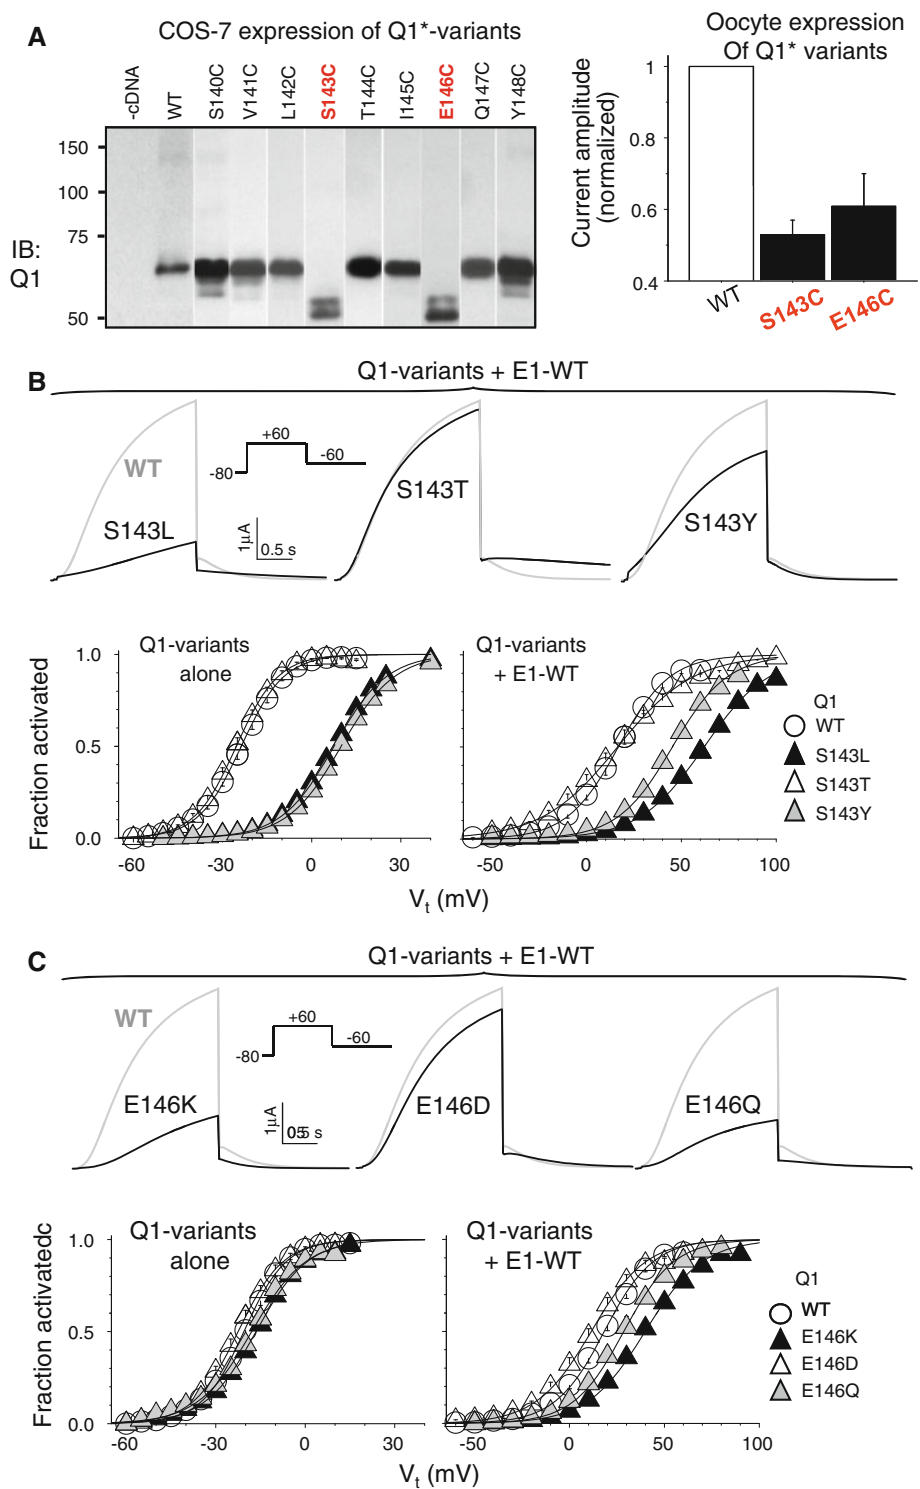 A
COS-7 expression of Q1*-variants
-cDNA
WT
S140C
V141C
L142C
S143C
T144C
I145C
E146C
Q147C
Y148C
150
100
75
50
IB:
Q1
Oocyte expression
Of Q1* variants
Current amplitude
(normalized)
1
0.8
0.6
0.4
WT
S143C
E146C
B
Q1-variants + E1-WT
WT
S143L
+60
-80
-60
1µA
0.5 s
S143T
S143Y
Fraction activated
1.0
0.5
0.0
Q1-variants
alone
-60
-30
0
30
Q1-variants
+ E1-WT
-50
0
50
100
Vt (mV)
Q1
WT
S143L
S143T
S143Y
C
Q1-variants + E1-WT
WT
E146K
+60
-80
-60
1µA
E146D
E146Q
Fraction activatedc
1.0
0.5
0.0
Q1-variants
alone
-60
-30
0
Q1-variants
+ E1-WT
-50
0
50
100
Vt (mV)
Q1
WT
E146K
E146D
E146Q